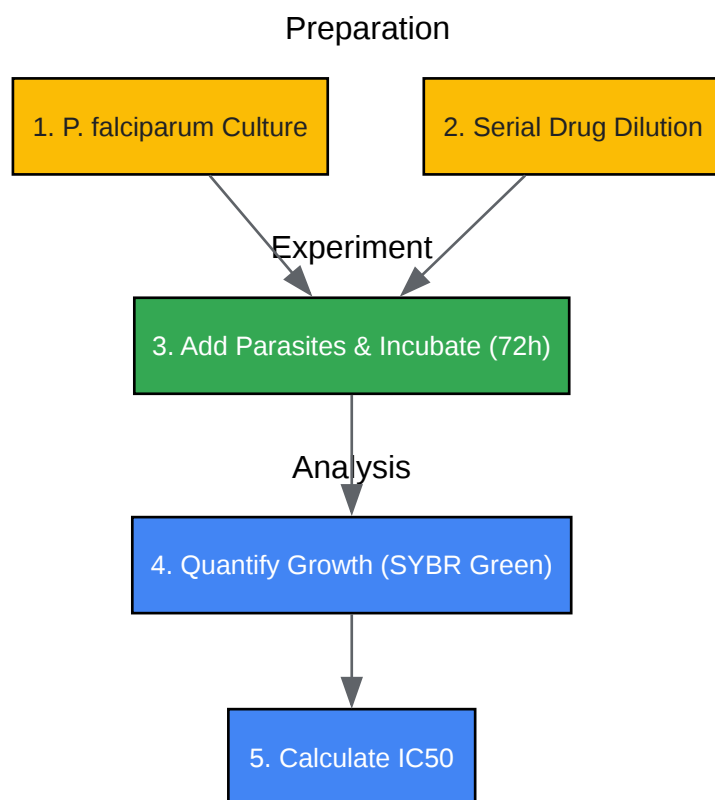 Preparation
1. P. falciparum Culture
2. Serial Drug Dilution
Experiment
3. Add Parasites & Incubate (72h)
Analysis
4. Quantify Growth (SYBR Green)
5. Calculate IC50